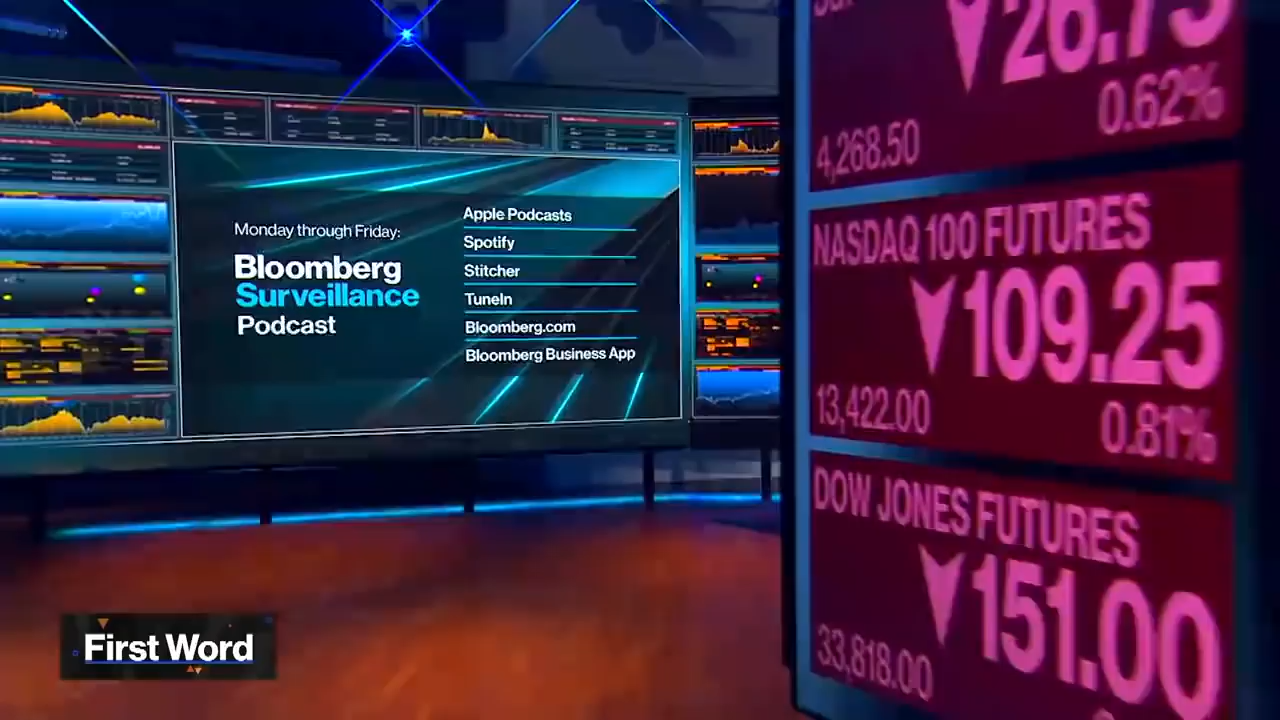 Monday through Friday:
Bloomberg
Surveillance
Podcast
Apple Podcasts
Spotify
Stitcher
TuneIn
Bloomberg.com
Bloomberg Business App
26.75
0.62%
4,268.50
NASDAQ 100 FUTURES
109.25
13,422.00
0.81%
DOW JONES FUTURES
151.00
33,818.00
First Word